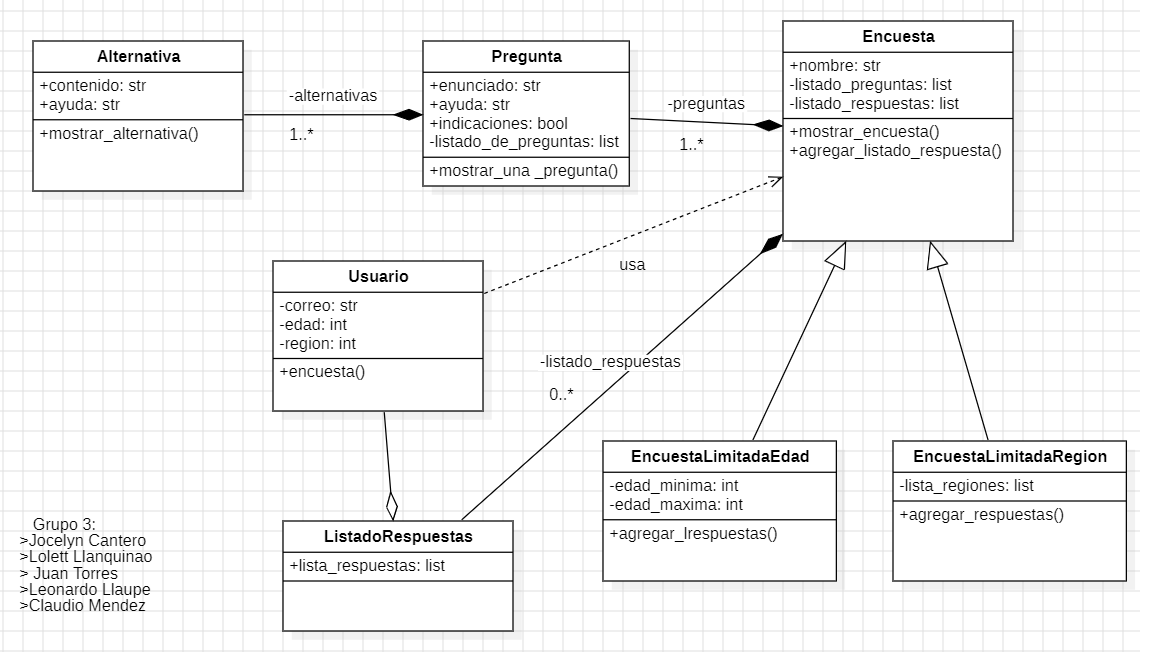 Alternativa
+contenido: str
+ayuda: str
+mostrar_alternativa()
-alternativas
1..*
Pregunta
+enunciado: str
+ayuda: str
+indicaciones: bool
-listado_de_preguntas: list
+mostrar_una _pregunta()
-preguntas
1..*
Encuesta
+nombre: str
-listado_preguntas: list
-listado_respuestas: list
+mostrar_encuesta()
+agregar_listado_respuesta()
usa
Usuario
-correo: str
-edad: int
-region: int
+encuesta()
-listado_respuestas
0..*
EncuestaLimitadaEdad
-edad_minima: int
-edad_maxima: int
+agregar_lrespuestas()
EncuestaLimitadaRegion
-lista_regiones: list
+agregar_respuestas()
ListadoRespuestas
+lista_respuestas: list
Grupo 3:
>Jocelyn Cantero
>Lolett Llanquinao
> Juan Torres
>Leonardo Llaupe
>Claudio Mendez